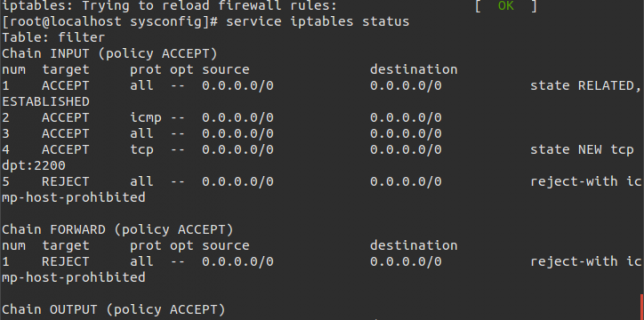 iptables: Trying to reload firewall rules:                 [  OK  ]
[root@localhost sysconfig]# service iptables status
Table: filter
Chain INPUT (policy ACCEPT)
num  target     prot opt source               destination
1    ACCEPT     all  --  0.0.0.0/0            0.0.0.0/0           state RELATED,
ESTABLISHED
2    ACCEPT     icmp --  0.0.0.0/0            0.0.0.0/0
3    ACCEPT     all  --  0.0.0.0/0            0.0.0.0/0
4    ACCEPT     tcp  --  0.0.0.0/0            0.0.0.0/0           state NEW tcp
dpt:2200
5    REJECT     all  --  0.0.0.0/0            0.0.0.0/0           reject-with ic
mp-host-prohibited
Chain FORWARD (policy ACCEPT)
num  target     prot opt source               destination
1    REJECT     all  --  0.0.0.0/0            0.0.0.0/0           reject-with ic
mp-host-prohibited
Chain OUTPUT (policy ACCEPT)